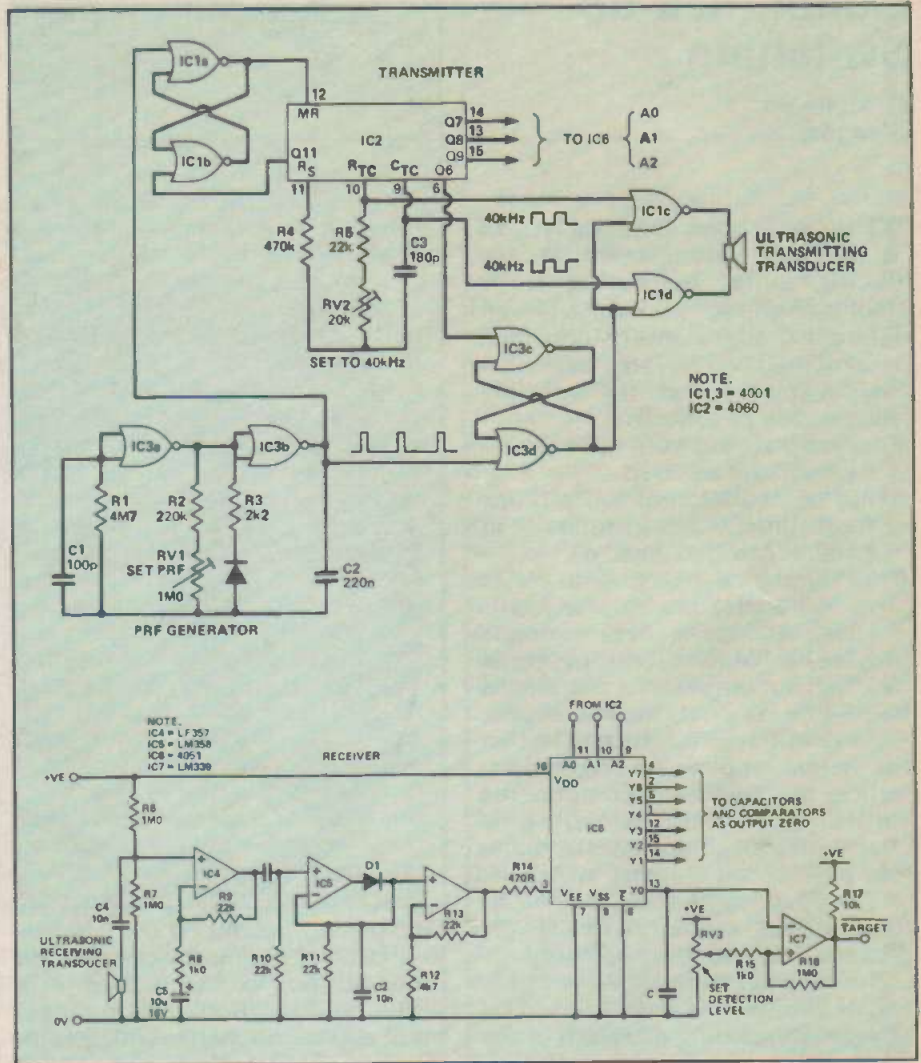 TRANSMITTER
IC1a
12
MR
IC1b
IC2
Q7
14
Q8
13
Q9
15
TO IC6
A0
A1
A2
Q11
RS
11
RTC
10
CTC
9
Q6
6
R4
470k
R5
22k
C3
180p
RV2
20k
SET TO 40kHz
40kHz
40kHz
IC1c
IC1d
ULTRASONIC
TRANSMITTING
TRANSDUCER
NOTE.
IC1,3 = 4001
IC2 = 4060
IC3c
IC3d
IC3a
IC3b
R1
4M7
R2
220k
R3
2k2
C1
100p
RV1
SET PRF
1M0
C2
220n
PRF GENERATOR
NOTE.
IC4 = LF357
IC5 = LM358
IC6 = 4051
IC7 = LM339
RECEIVER
FROM IC2
+VE
16
VDD
11
A0
10
A1
9
A2
4
Y7
2
Y6
5
Y5
1
Y4
12
Y3
15
Y2
14
Y1
TO CAPACITORS
AND COMPARATORS
AS OUTPUT ZERO
IC6
R6
1M0
IC4
IC5
D1
R14
470R
3
13
Y0
VEE
7
VSS
8
E
6
+VE
R17
10k
TARGET
C4
10n
R7
1M0
R9
22k
R8
1k0
C5
10u
16V
R10
22k
R11
22k
C2
10n
R13
22k
R12
4k7
C
+VE
RV3
R15
1k0
IC7
R16
1M0
SET
DETECTION
LEVEL
ULTRASONIC
RECEIVING
TRANSDUCER
0V